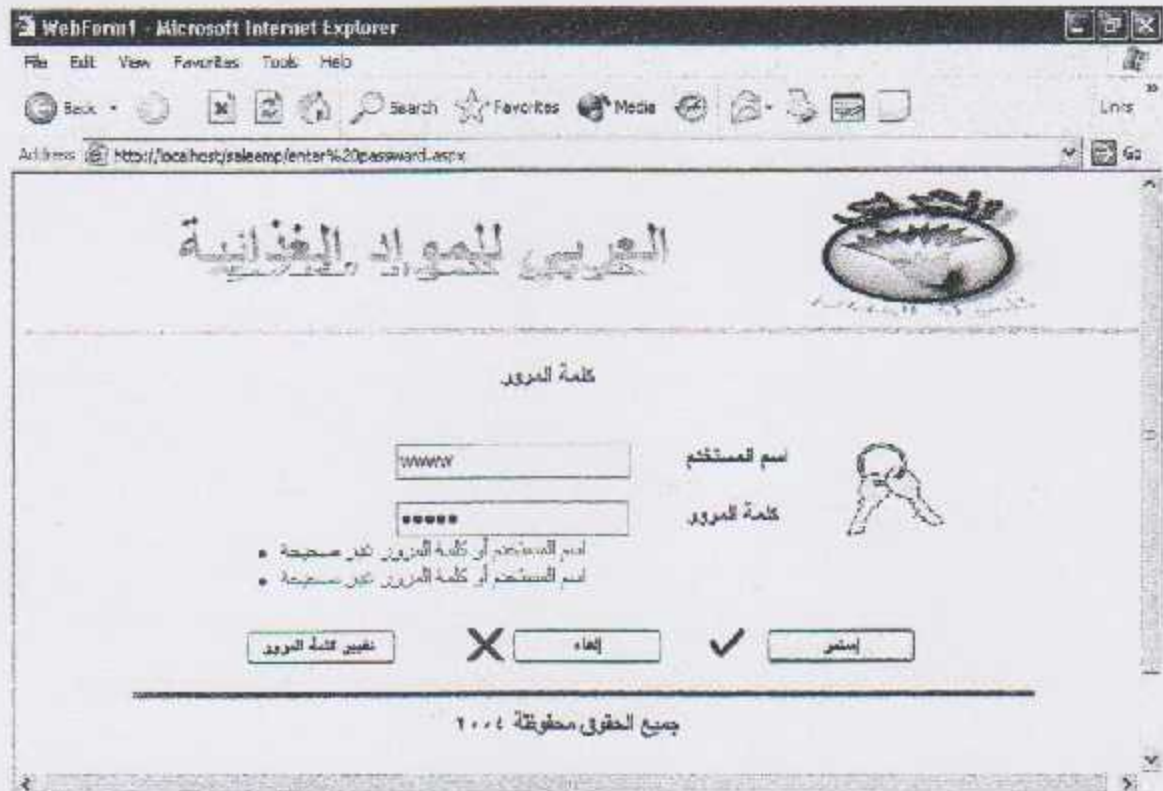 WebForm1 - Microsoft Internet Explorer
File Edit View Favorites Tools Help
Back Search Favorites Media Links
Address http://localhost/saleemp/enter%20passward.aspx Go
العربي للمواد الغذائية
كلمة المرور
اسم المستخدم wwww
كلمة المرور •••••
اسم المستخدم أو كلمة المرور غير صحيحة •
اسم المستخدم أو كلمة المرور غير صحيحة •
إستمر إلغاء تغيير كلمة المرور
جميع الحقوق محفوظة ٢٠٠٤